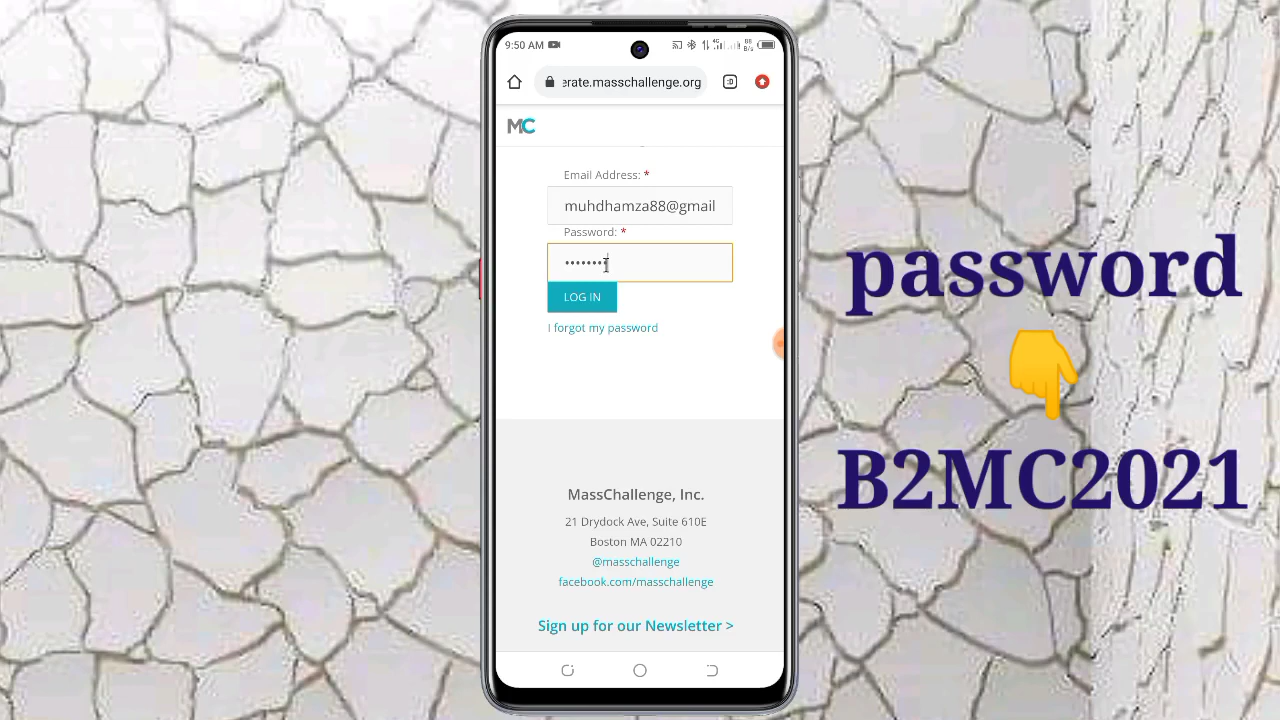 9:50 AM
erate.masschallenge.org
:D
MC
Email Address: *
muhdhamza88@gmail
Password: *
••••••••
LOG IN
I forgot my password
MassChallenge, Inc.
21 Drydock Ave, Suite 610E
Boston MA 02210
@masschallenge
facebook.com/masschallenge
Sign up for our Newsletter >
password
👇
B2MC2021